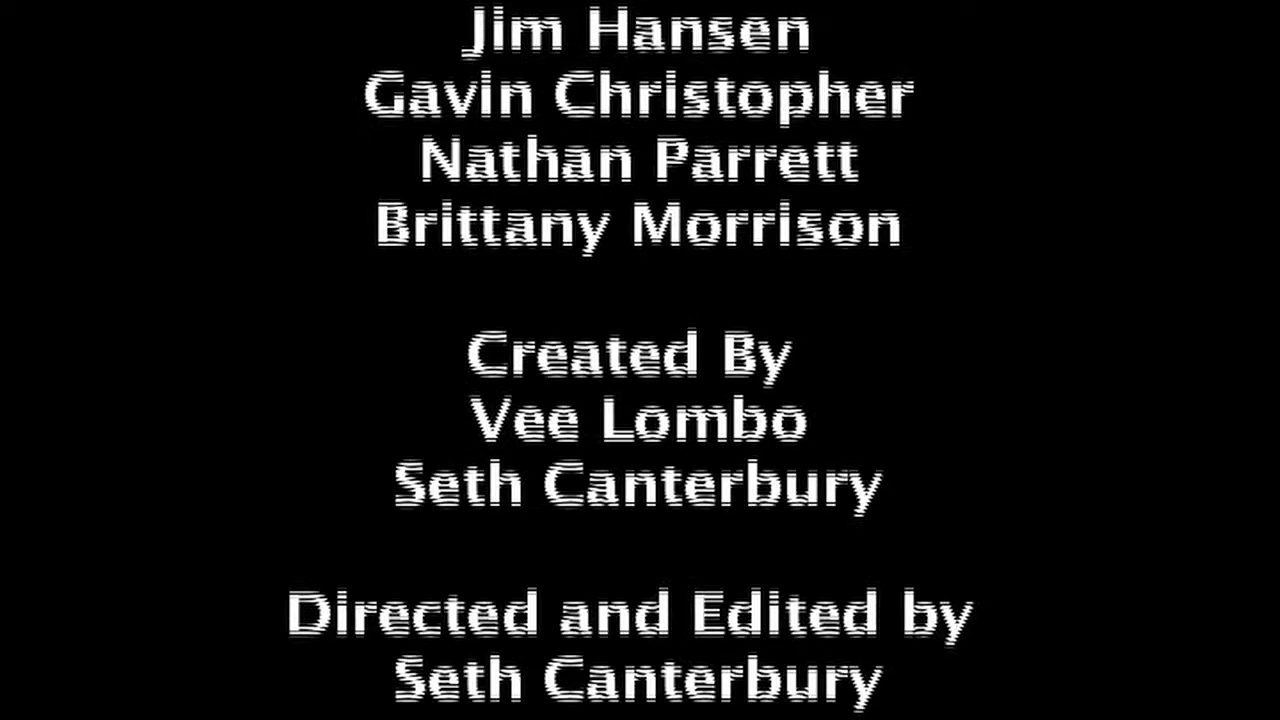 Jim Hansen
Gavin Christopher
Nathan Parrett
Brittany Morrison
Created By
Vee Lombo
Seth Canterbury
Directed and Edited by
Seth Canterbury